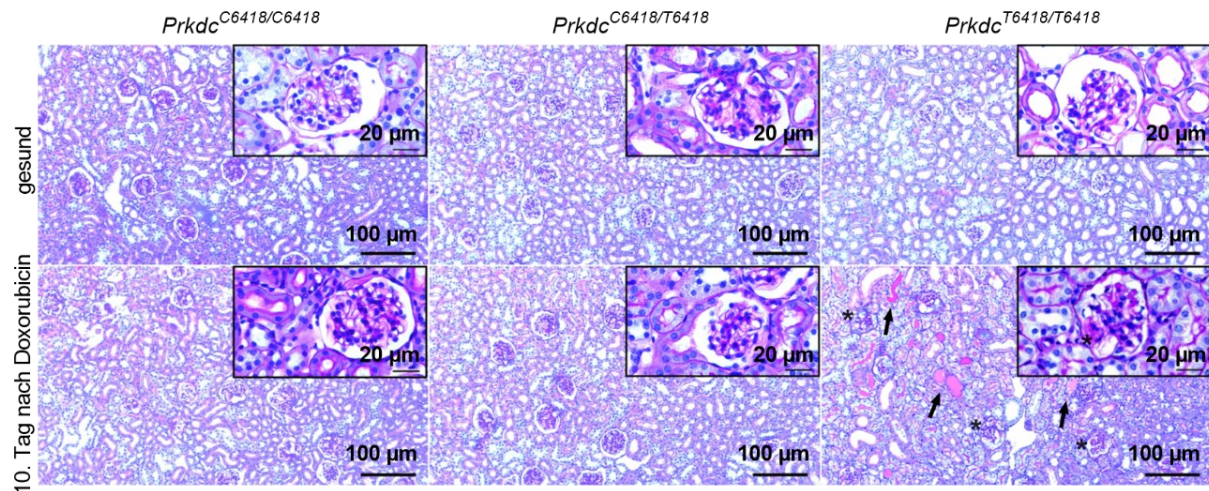 Prkdc^C6418/C6418 Prkdc^C6418/T6418 Prkdc^T6418/T6418
gesund
20 µm 20 µm 20 µm
100 µm 100 µm 100 µm
10. Tag nach Doxorubicin
* *
20 µm 20 µm 20 µm
* *
100 µm 100 µm 100 µm